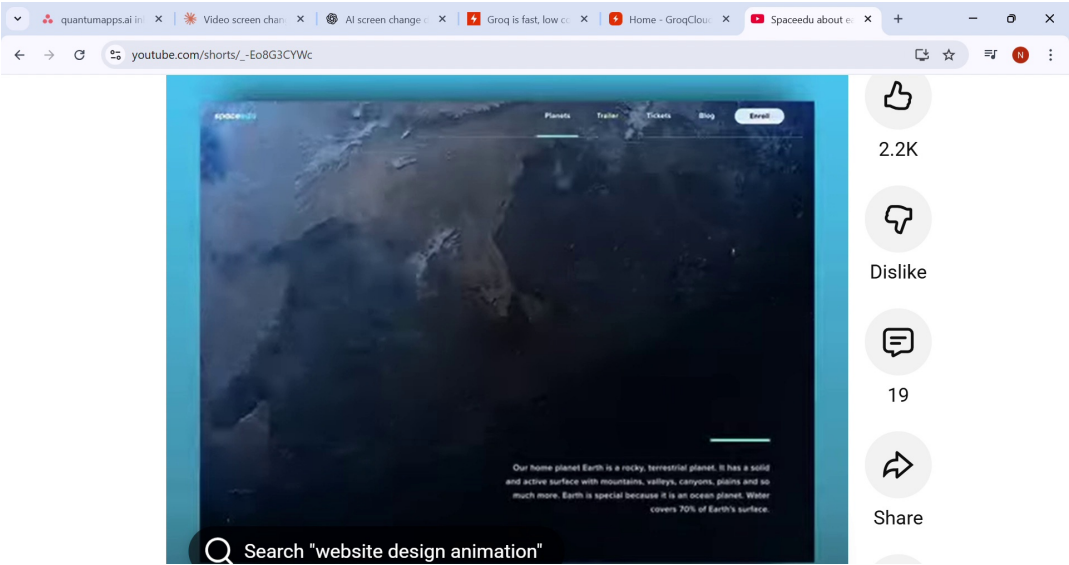 quantumapps.ai in
Video screen chan
AI screen change
Groq is fast, low c
Home - GroqClou
Spaceedu about e
youtube.com/shorts/_-Eo8G3CYWc
N
spaceedu
Planets
Trailer
Tickets
Blog
Enroll
2.2K
Dislike
19
Our home planet Earth is a rocky, terrestrial planet. It has a solid
and active surface with mountains, valleys, canyons, plains and so
much more. Earth is special because it is an ocean planet. Water
covers 70% of Earth's surface.
Share
Search "website design animation"